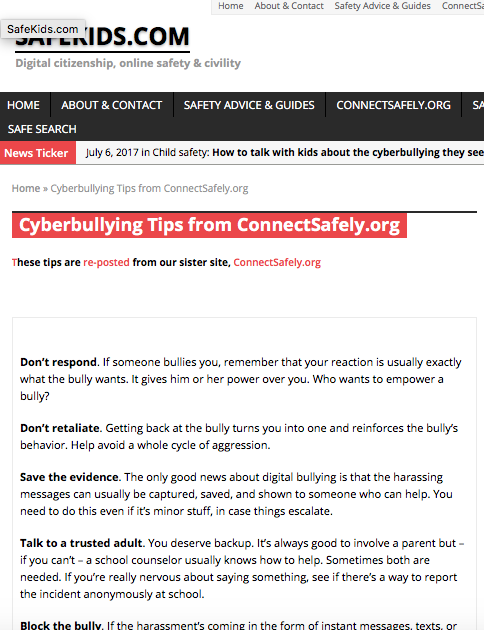 Home About & Contact Safety Advice & Guides ConnectSa
SAFEKIDS.COM
SafeKids.com
Digital citizenship, online safety & civility
HOME ABOUT & CONTACT SAFETY ADVICE & GUIDES CONNECTSAFELY.ORG SA
SAFE SEARCH
News Ticker July 6, 2017 in Child safety: How to talk with kids about the cyberbullying they see
Home » Cyberbullying Tips from ConnectSafely.org
Cyberbullying Tips from ConnectSafely.org
These tips are re-posted from our sister site, ConnectSafely.org
Don’t respond. If someone bullies you, remember that your reaction is usually exactly
what the bully wants. It gives him or her power over you. Who wants to empower a
bully?
Don’t retaliate. Getting back at the bully turns you into one and reinforces the bully’s
behavior. Help avoid a whole cycle of aggression.
Save the evidence. The only good news about digital bullying is that the harassing
messages can usually be captured, saved, and shown to someone who can help. You
need to do this even if it’s minor stuff, in case things escalate.
Talk to a trusted adult. You deserve backup. It’s always good to involve a parent but –
if you can’t – a school counselor usually knows how to help. Sometimes both are
needed. If you’re really nervous about saying something, see if there’s a way to report
the incident anonymously at school.
Block the bully. If the harassment’s coming in the form of instant messages, texts, or